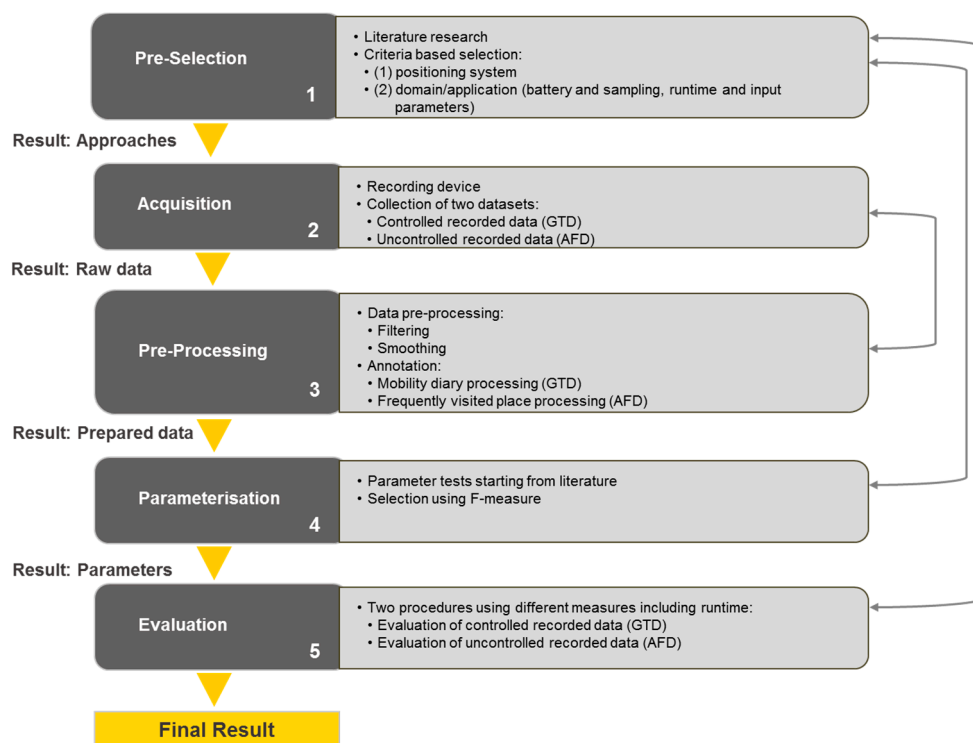 Pre-Selection
1
• Literature research
• Criteria based selection:
• (1) positioning system
• (2) domain/application (battery and sampling, runtime and input
parameters)
Result: Approaches
Acquisition
2
• Recording device
• Collection of two datasets:
• Controlled recorded data (GTD)
• Uncontrolled recorded data (AFD)
Result: Raw data
Pre-Processing
3
• Data pre-processing:
• Filtering
• Smoothing
• Annotation:
• Mobility diary processing (GTD)
• Frequently visited place processing (AFD)
Result: Prepared data
Parameterisation
4
• Parameter tests starting from literature
• Selection using F-measure
Result: Parameters
Evaluation
5
• Two procedures using different measures including runtime:
• Evaluation of controlled recorded data (GTD)
• Evaluation of uncontrolled recorded data (AFD)
Final Result